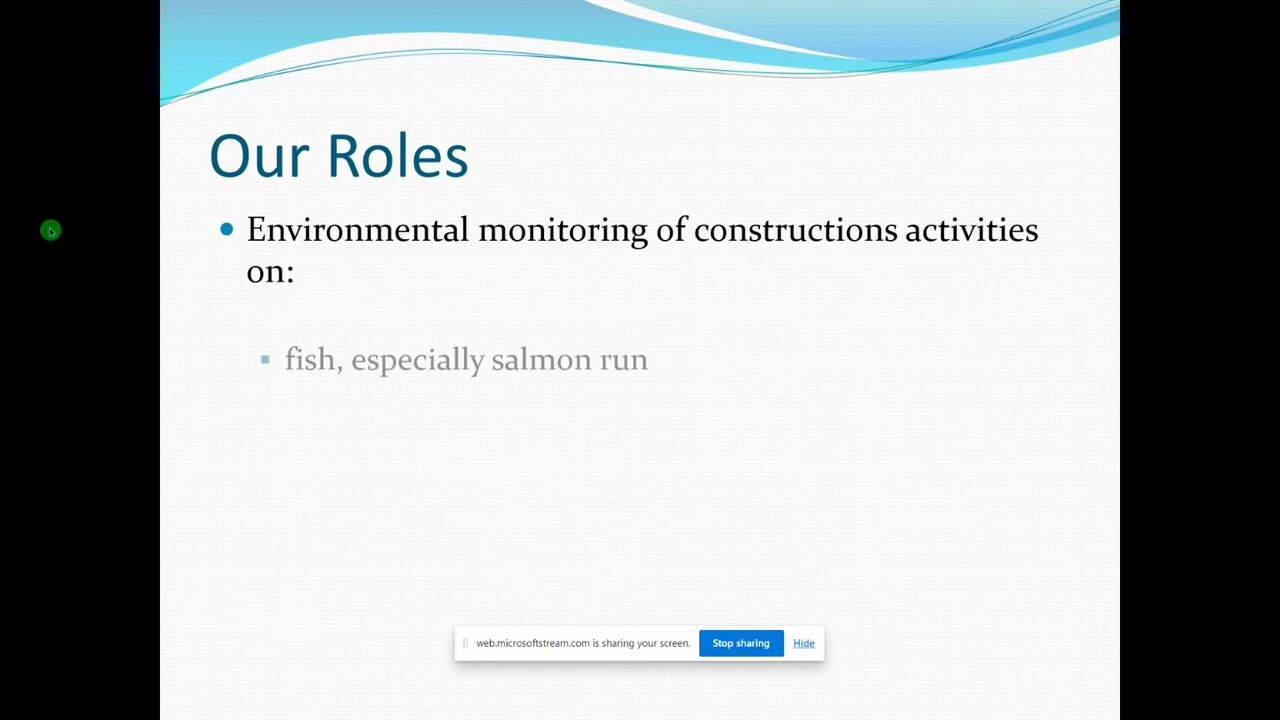 Our Roles
Environmental monitoring of constructions activities
on:
fish, especially salmon run
web.microsoftstream.com is sharing your screen. Stop sharing Hide